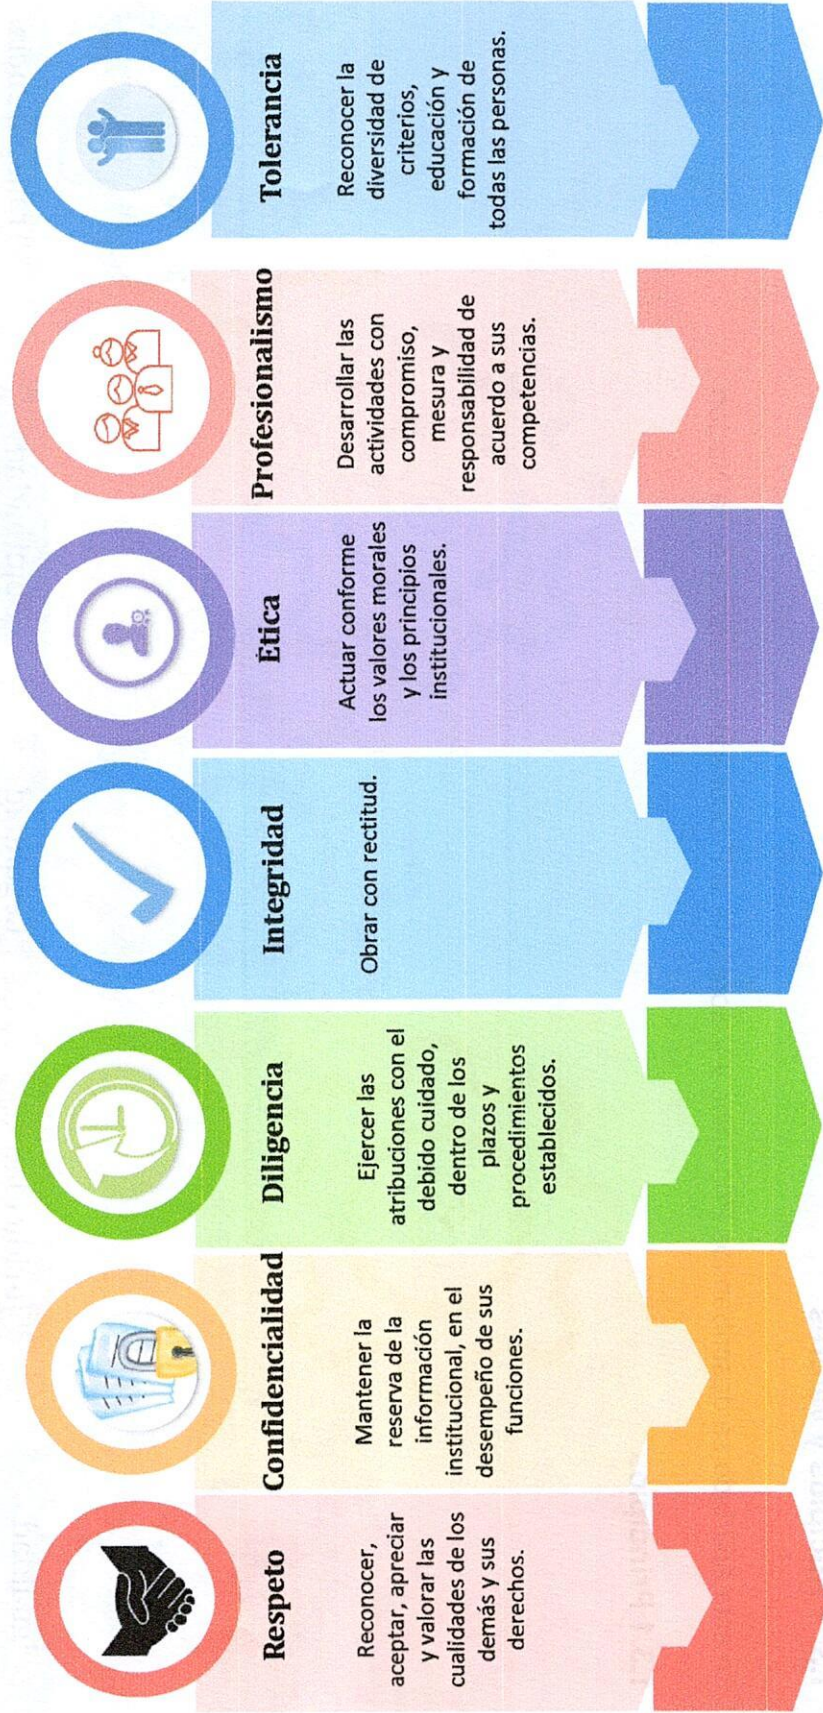 Respeto
Reconocer,
aceptar, apreciar
y valorar las
cualidades de los
demás y sus
derechos.
Confidencialidad
Mantener la
reserva de la
información
institucional, en el
desempeño de sus
funciones.
Diligencia
Ejercer las
atribuciones con el
debido cuidado,
dentro de los
plazos y
procedimientos
establecidos.
Integridad
Obrar con rectitud.
Ética
Actuar conforme
los valores morales
y los principios
institucionales.
Profesionalismo
Desarrollar las
actividades con
compromiso,
mesura y
responsabilidad de
acuerdo a sus
competencias.
Tolerancia
Reconocer la
diversidad de
criterios,
educación y
formación de
todas las personas.